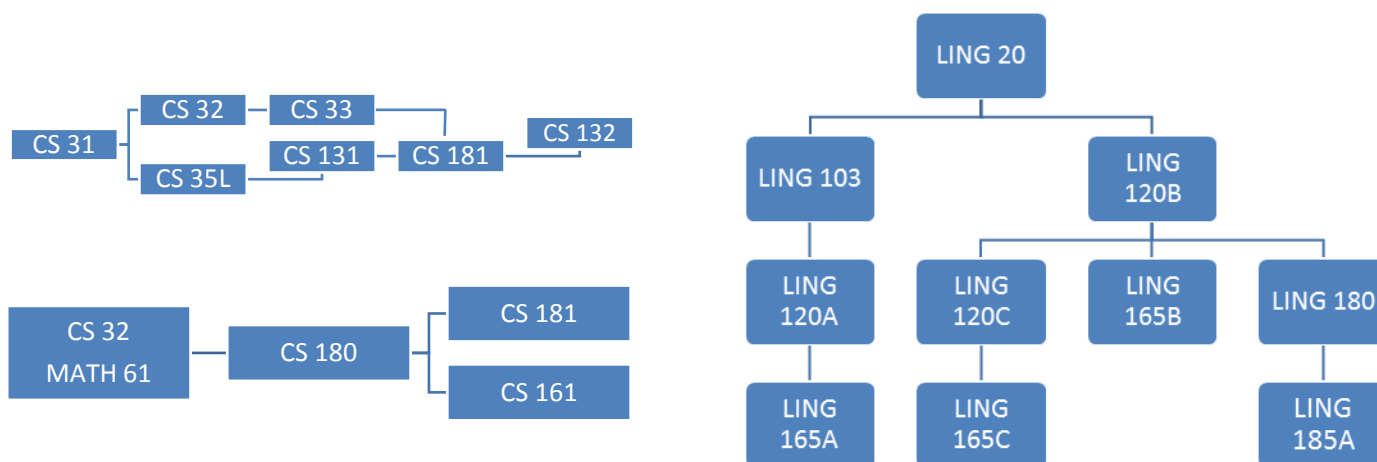 CS 31
CS 32
CS 33
CS 35L
CS 131
CS 181
CS 132
CS 32
MATH 61
CS 180
CS 181
CS 161
LING 20
LING 103
LING
120B
LING
120A
LING
120C
LING
165B
LING 180
LING
165A
LING
165C
LING
185A